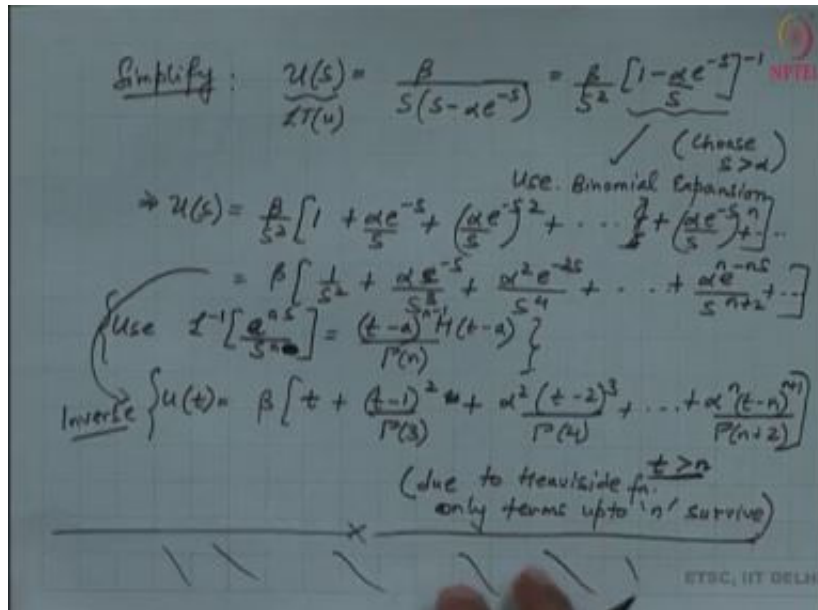 Simplify: U(s) = β / s(s - αe^-s) = β/s² [1 - αe^-s/s]^-1
LT(u)
NPTEL
(Choose s > α)
Use Binomial Expansion
⇒ U(s) = β/s² [1 + αe^-s/s + (αe^-s/s)² + ... + (αe^-s/s)^n + ..]..
= β [1/s² + αe^-s/s³ + α²e^-2s/s⁴ + ... + α^n e^-ns/s^n+2 + ..]
{Use L^-1[e^ns/s^n] = (t-a)^n-1 H(t-a)/Γ(n)}
Inverse {u(t) = β [t + (t-1)²/Γ(3) + α²(t-2)³/Γ(4) + ... + α^n(t-n)^n+1/Γ(n+2)]
t > n
(due to Heaviside fn.
only terms upto 'n' survive)
ETSC, IIT DELH